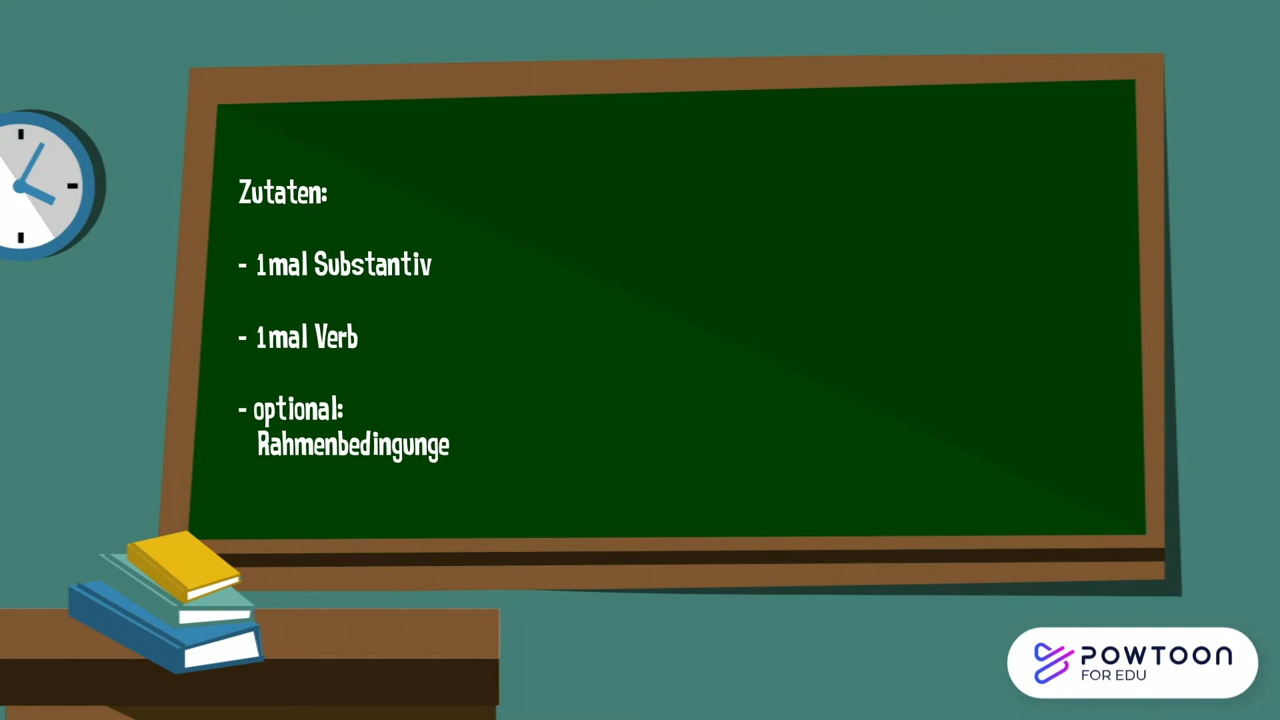 Zutaten:
- 1mal Substantiv
- 1mal Verb
- optional:
Rahmenbedingunge
POWTOON
FOR EDU